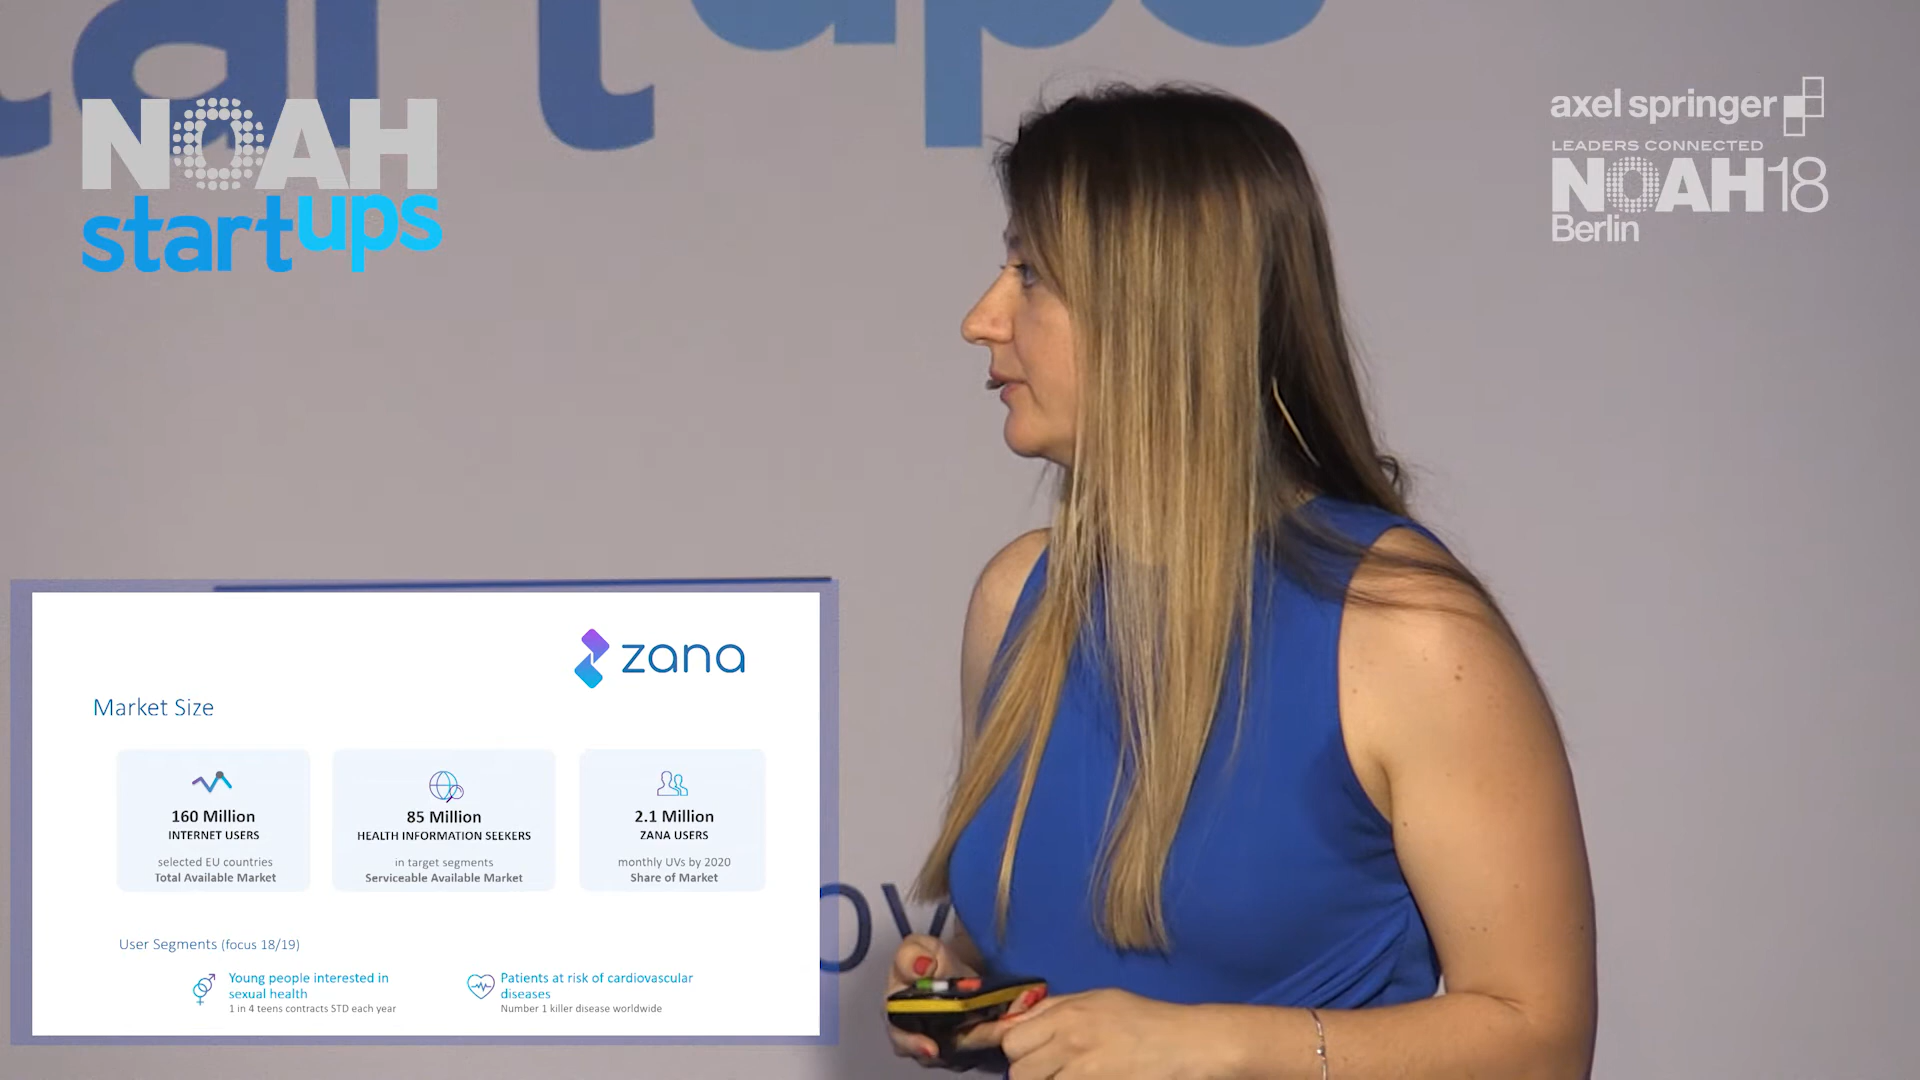 NOAH
startups
axel springer
LEADERS CONNECTED
NOAH18
Berlin
tart ups
zana
Market Size
160 Million
INTERNET USERS
selected EU countries
Total Available Market
85 Million
HEALTH INFORMATION SEEKERS
in target segments
Serviceable Available Market
2.1 Million
ZANA USERS
monthly UVs by 2020
Share of Market
User Segments (focus 18/19)
Young people interested in
sexual health
1 in 4 teens contracts STD each year
Patients at risk of cardiovascular
diseases
Number 1 killer disease worldwide
ov